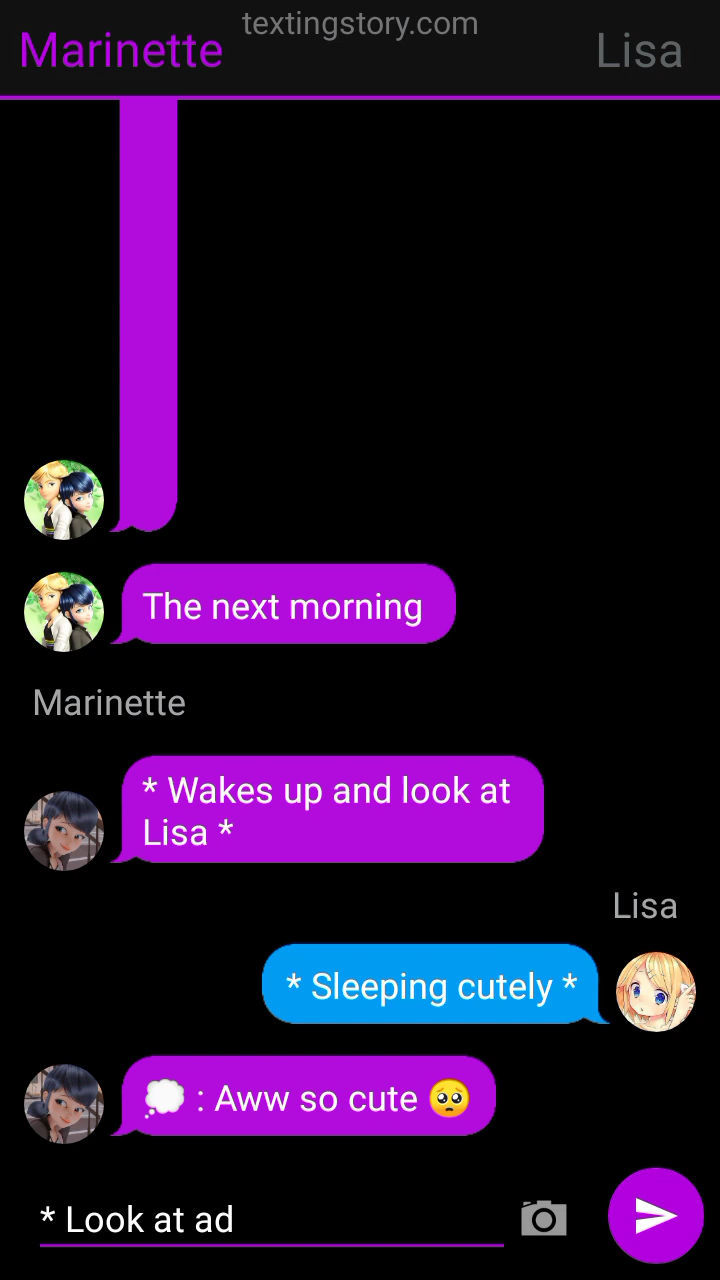 textingstory.com
Marinette
Lisa
The next morning
Marinette
* Wakes up and look at
Lisa *
Lisa
* Sleeping cutely *
💭 : Aww so cute 🥺
* Look at ad